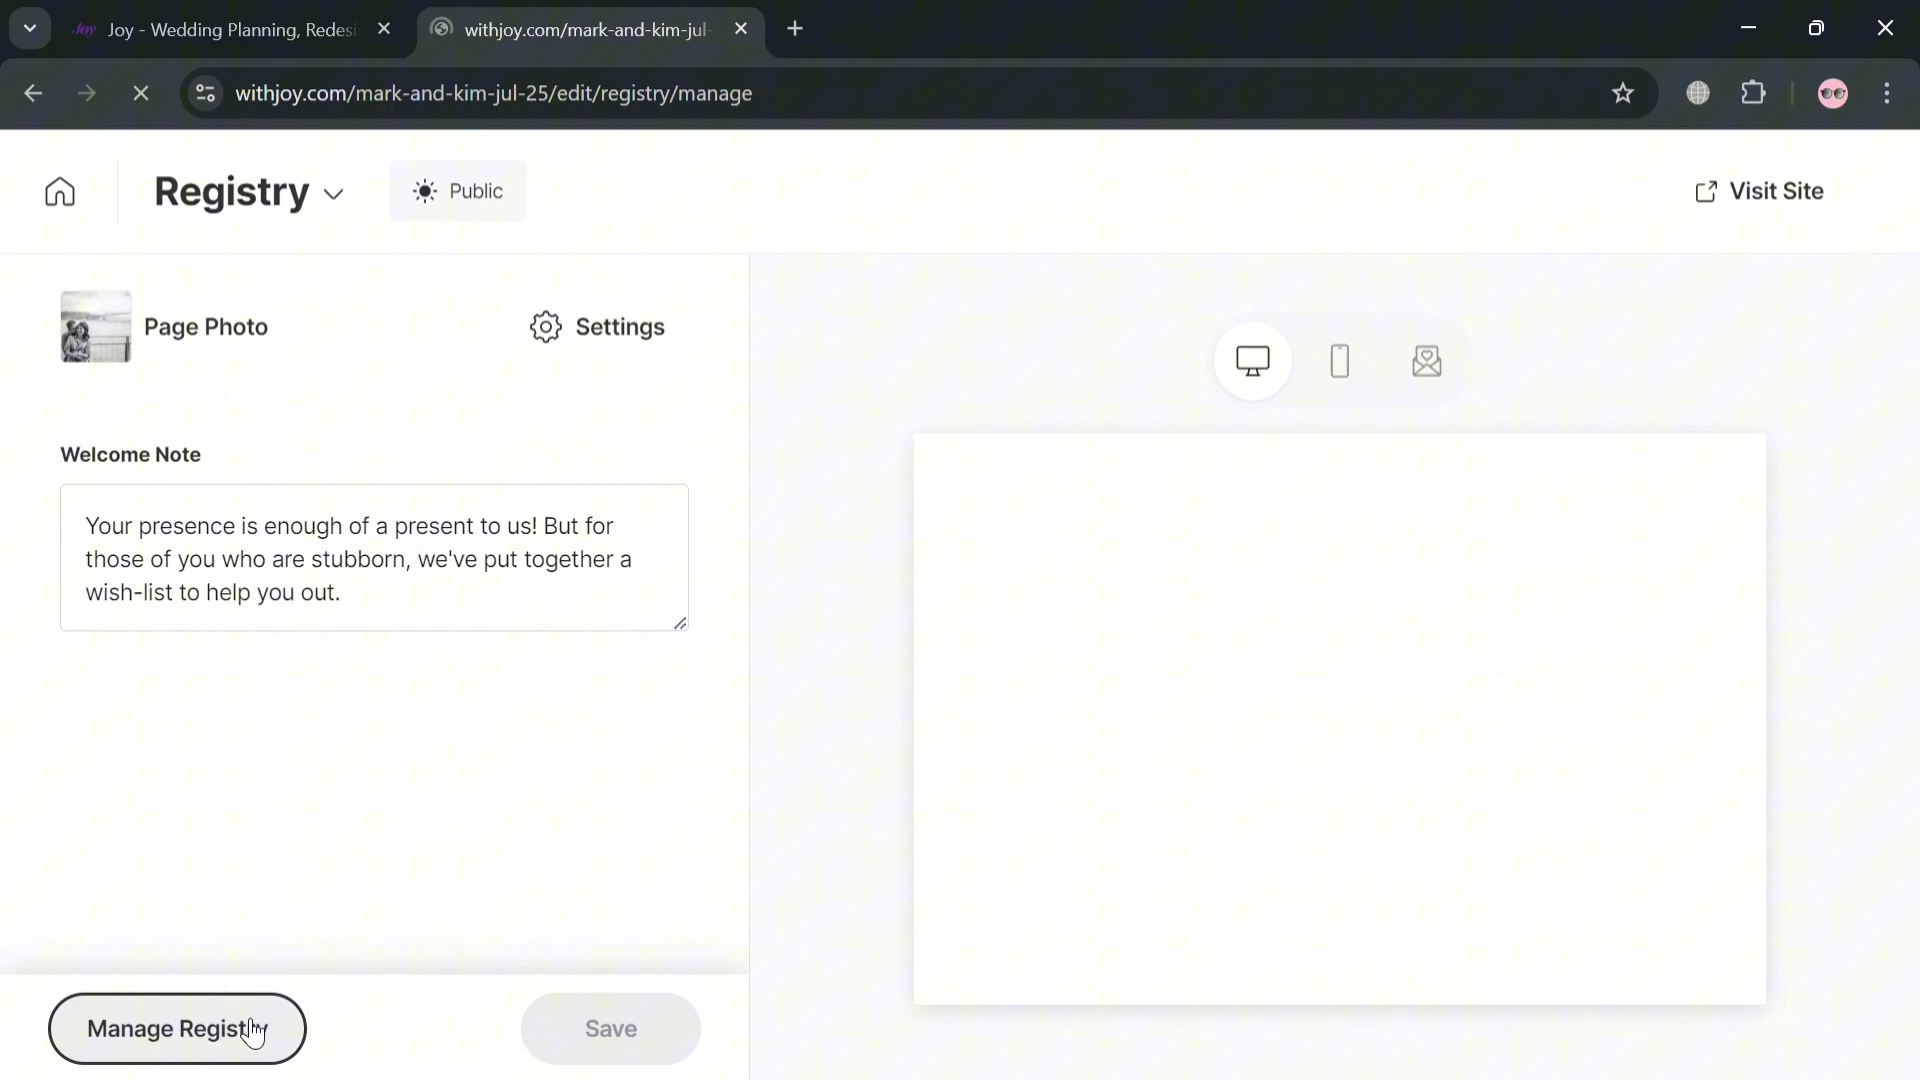 Joy - Wedding Planning, Redesi
withjoy.com/mark-and-kim-jul-
withjoy.com/mark-and-kim-jul-25/edit/registry/manage
Registry
Public
Visit Site
Page Photo
Settings
Welcome Note
Your presence is enough of a present to us! But for
those of you who are stubborn, we've put together a
wish-list to help you out.
Manage Registry
Save